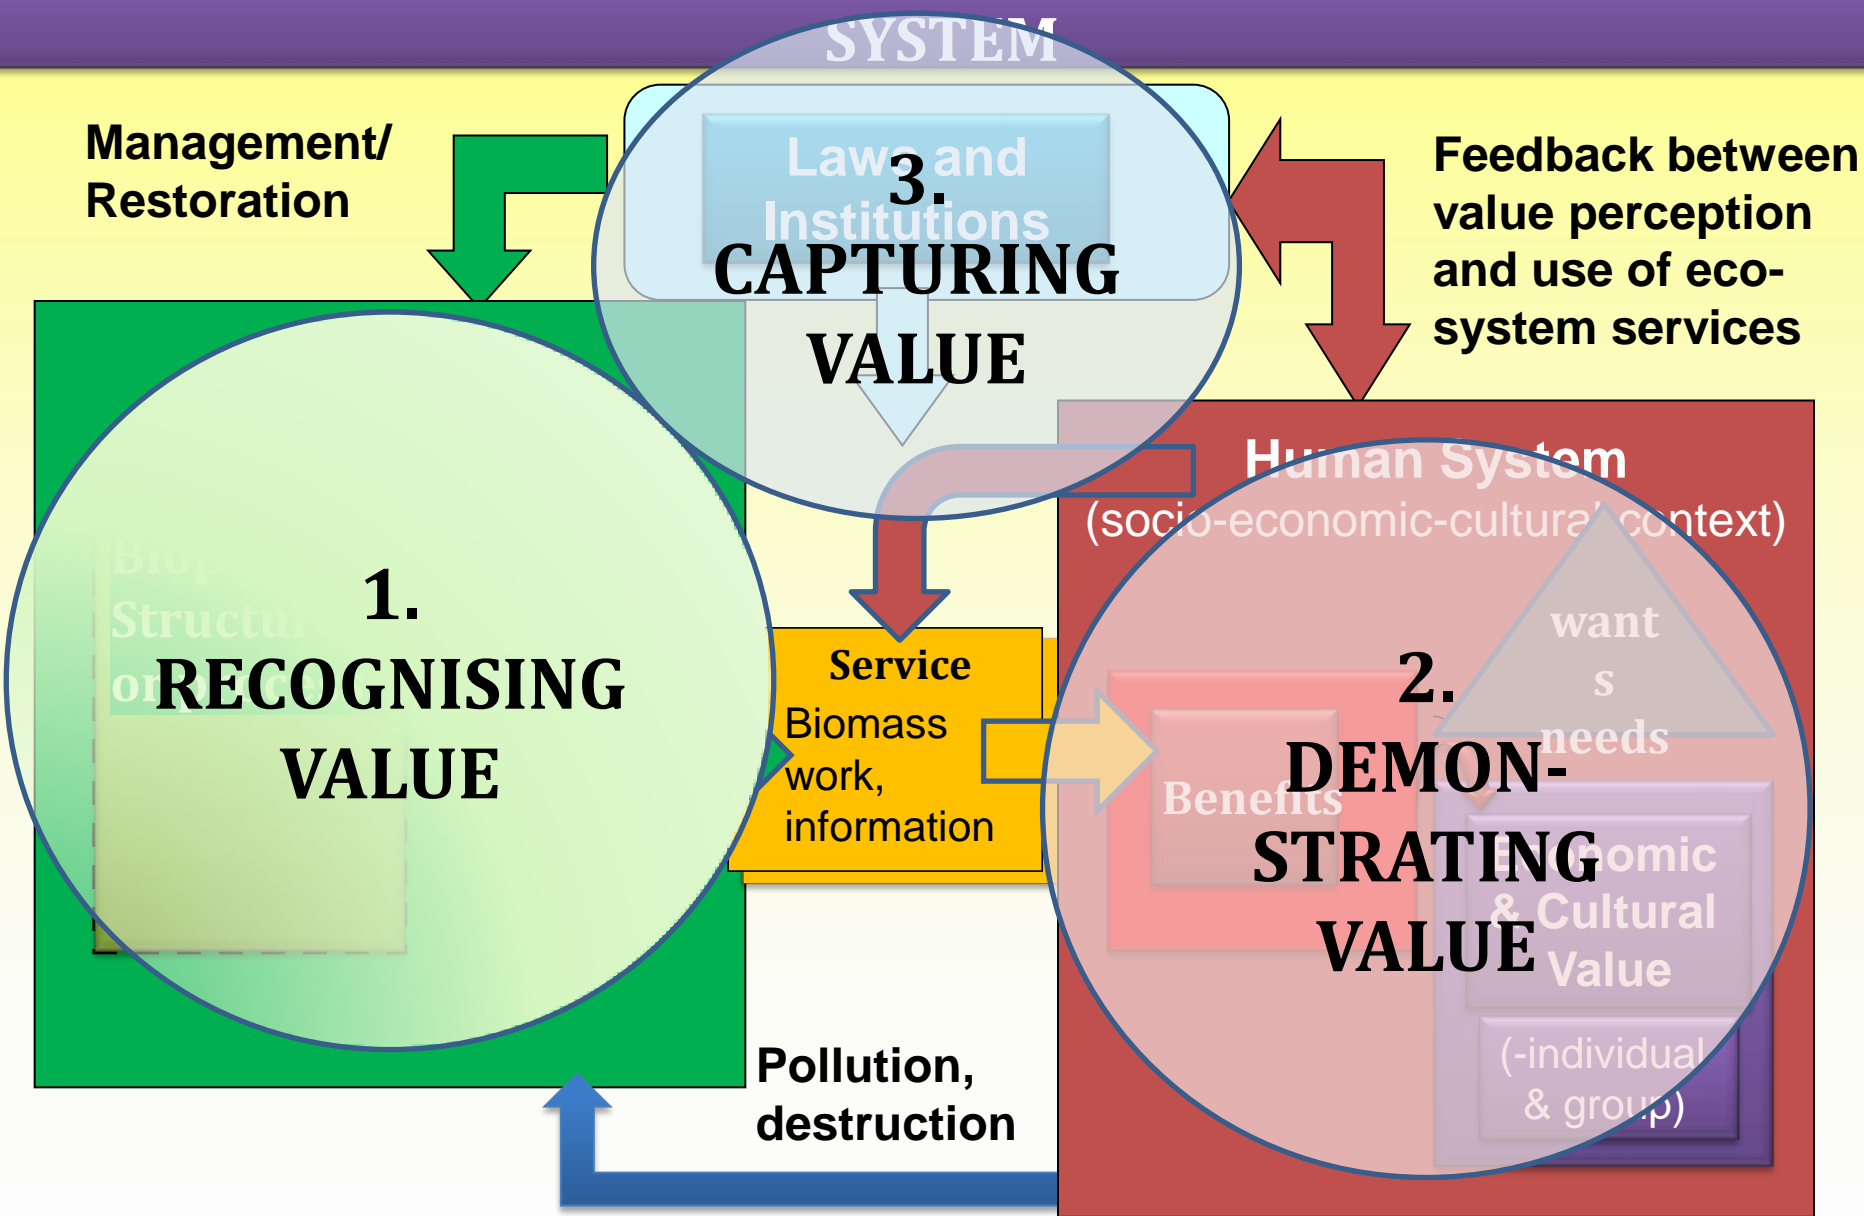 SYSTEM
Management/
Restoration
Laws and
Institutions
3.
CAPTURING
VALUE
Feedback between
value perception
and use of eco-
system services
Structur
1.
RECOGNISING
VALUE
Service
Biomass
work,
information
Human System
(socio-economic-cultural context)
want
s
needs
Benefits
2.
DEMON-
STRATING
VALUE
Economic
& Cultural
Value
(-individual
& group)
Pollution,
destruction